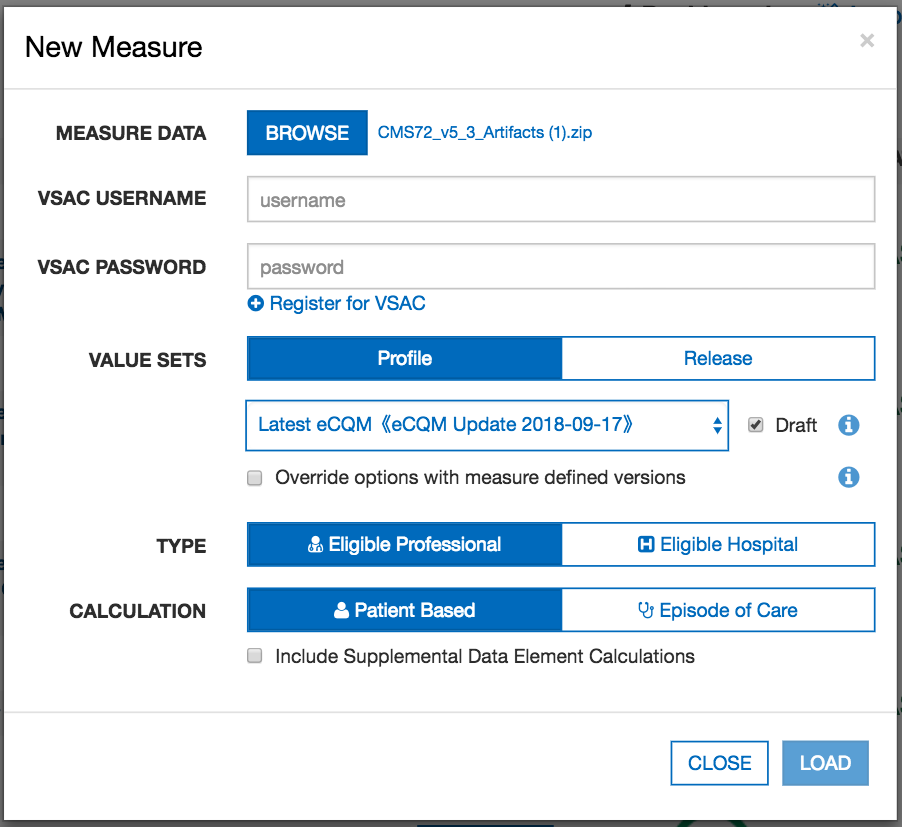 New Measure ×
MEASURE DATA BROWSE CMS72_v5_3_Artifacts (1).zip
VSAC USERNAME username
VSAC PASSWORD password
Register for VSAC
VALUE SETS Profile Release
Latest eCQM《eCQM Update 2018-09-17》 Draft
Override options with measure defined versions
TYPE Eligible Professional Eligible Hospital
CALCULATION Patient Based Episode of Care
Include Supplemental Data Element Calculations
CLOSE LOAD